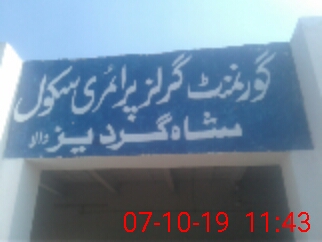 گورنمنٹ گرلز پرائمری سکول
شاہ گردیز والا
07-10-19 11:43